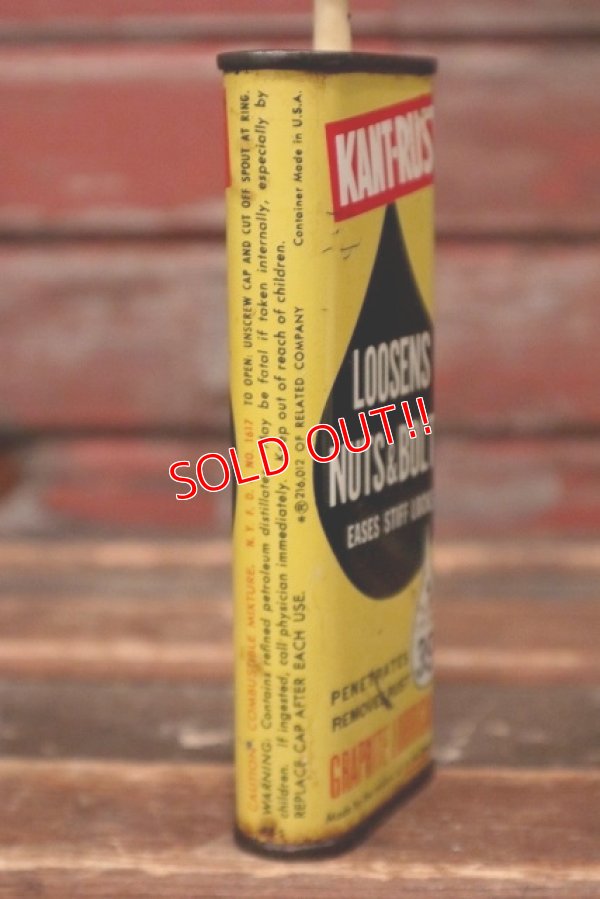 CAUTION: COMBUSTIBLE MIXTURE. N. Y. F. D. NO. 1617 TO OPEN: UNSCREW CAP AND CUT OFF SPOUT AT RING.
WARNING: Contains refined petroleum distillate. May be fatal if taken internally, especially by
children. If ingested, call physician immediately. Keep out of reach of children.
REPLACE CAP AFTER EACH USE. ® 216,012 OF RELATED COMPANY Container Made in U.S.A.
KANT-RUST
LOOSENS
NUTS & BOLT
EASES STIFF LOCKS
PENETRATES
REMOVES RUST
GRAPHITE
SOLD OUT!!